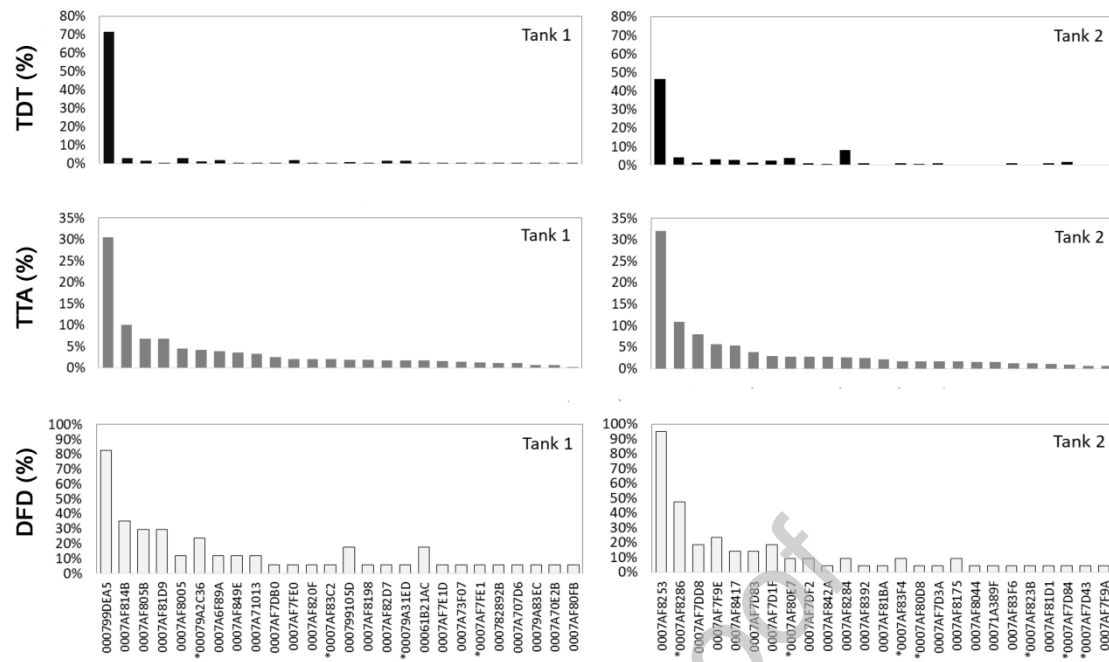 TDT (%)
80%
70%
60%
50%
40%
30%
20%
10%
0%
Tank 1
80%
70%
60%
50%
40%
30%
20%
10%
0%
Tank 2
TTA (%)
35%
30%
25%
20%
15%
10%
5%
0%
Tank 1
35%
30%
25%
20%
15%
10%
5%
0%
Tank 2
DFD (%)
100%
90%
80%
70%
60%
50%
40%
30%
20%
10%
0%
Tank 1
000799DEA5
0007AF814B
0007AF805B
0007AF81D9
0007AF8005
*00079A2C36
0007A6F89A
0007AF849E
0007A71013
0007AF7DB0
0007AF7FE0
0007AF820F
*0007AF83C2
000799105D
0007AF8198
0007AF82D7
*00079A31ED
00061B21AC
0007AF7E1D
0007A73F07
*0007AF7FE1
000782892B
0007A707D6
00079A83EC
0007A70E2B
0007AF80FB
100%
90%
80%
70%
60%
50%
40%
30%
20%
10%
0%
Tank 2
0007AF8253
*0007AF8286
0007AF7DD8
0007AF7F9E
0007AF8417
0007AF7D83
0007AF7D1F
*0007AF80E7
0007AF7DF2
0007AF842A
0007AF8284
0007AF8392
0007AF81BA
*0007AF83F4
*0007AF80D8
0007AF7D3A
0007AF8175
0007AF8044
00071A389F
0007AF83F6
*0007AF823B
0007AF81D1
*0007AF7D84
*0007AF7D43
0007AF7F9A